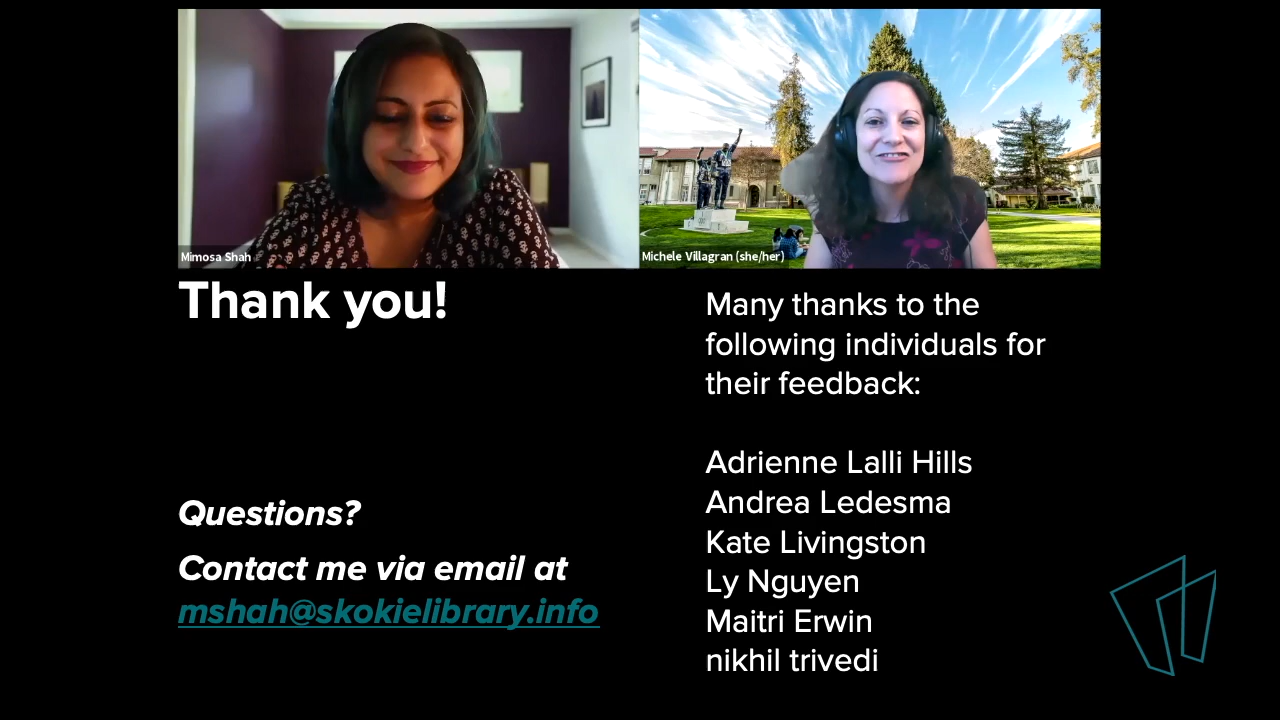 Mimosa Shah
Michele Villagran (she/her)
Thank you!
Questions?
Contact me via email at
mshah@skokielibrary.info
Many thanks to the
following individuals for
their feedback:
Adrienne Lalli Hills
Andrea Ledesma
Kate Livingston
Ly Nguyen
Maitri Erwin
nikhil trivedi